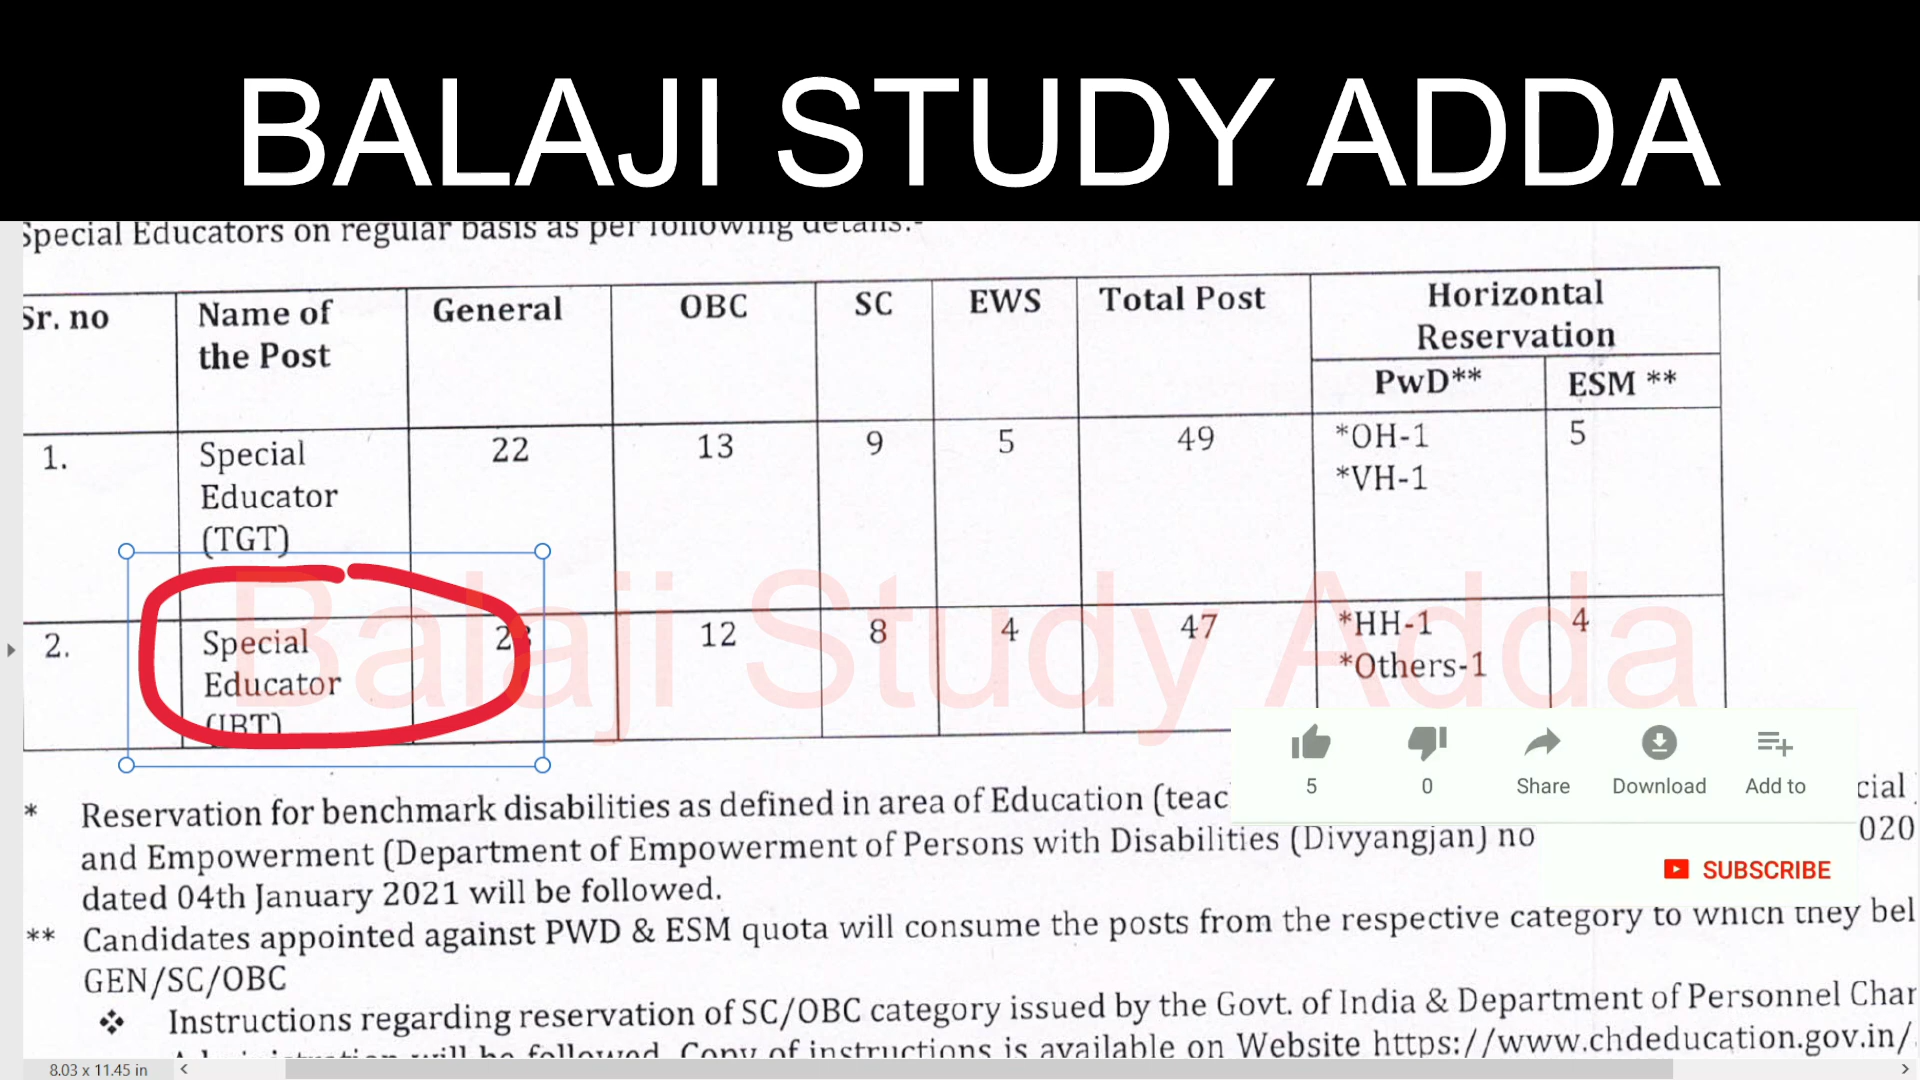 BALAJI STUDY ADDA
Special Educators on regular basis as per following details:-
Sr. no Name of the Post General OBC SC EWS Total Post Horizontal Reservation
PwD** ESM **
1. Special Educator (TGT) 22 13 9 5 49 *OH-1 *VH-1 5
2. Special Educator (JBT) 23 12 8 4 47 *HH-1 *Others-1 4
Balaji Study Adda
5 0 Share Download Add to
* Reservation for benchmark disabilities as defined in area of Education (teac cial
and Empowerment (Department of Empowerment of Persons with Disabilities (Divyangjan) no 020
dated 04th January 2021 will be followed.
SUBSCRIBE
** Candidates appointed against PWD & ESM quota will consume the posts from the respective category to which they bel
GEN/SC/OBC
❖ Instructions regarding reservation of SC/OBC category issued by the Govt. of India & Department of Personnel Char
will be followed. Copy of instructions is available on Website https://www.chdeducation.gov.in/
8.03 x 11.45 in